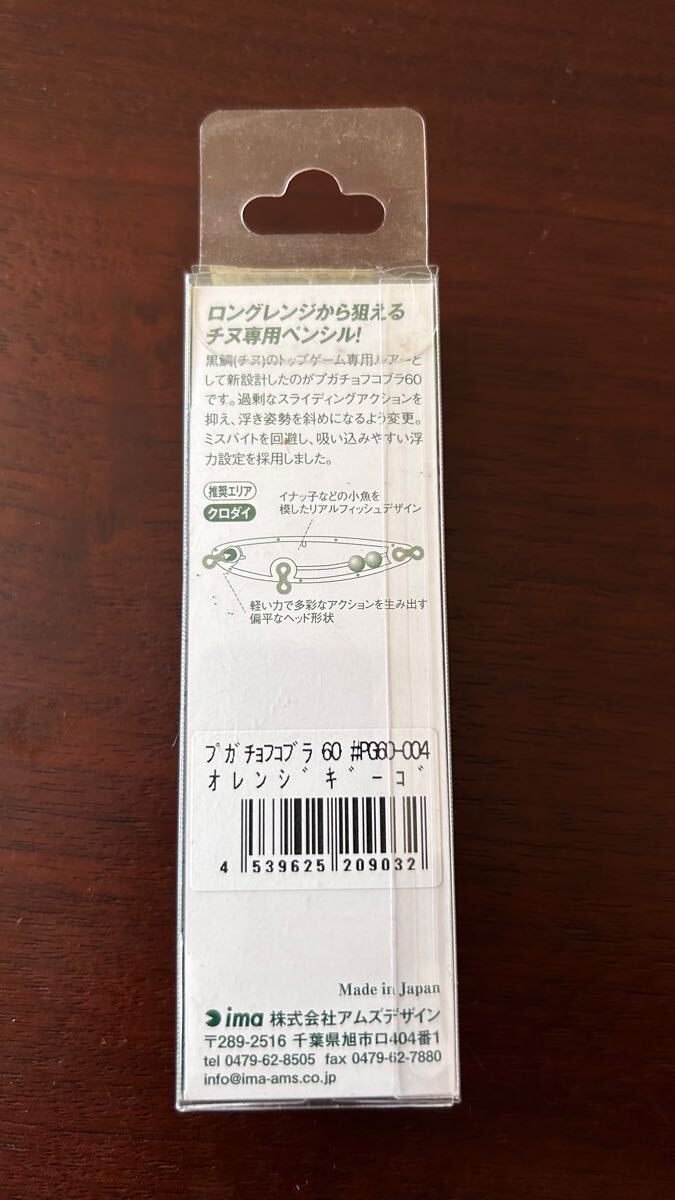 ロングレンジから狙える
チヌ専用ペンシル!
黒鯛(チヌ)のトップゲーム専用ルアーと
して新設計したのがプガチョフコブラ60
です。過剰なスライディングアクションを
抑え、浮き姿勢を斜めになるよう変更。
ミスバイトを回避し、吸い込みやすい浮
力設定を採用しました。
推奨エリア
クロダイ
イナッ子などの小魚を
模したリアルフィッシュデザイン
軽い力で多彩なアクションを生み出す
偏平なヘッド形状
プガチョフコブラ 60 #PG60-004
オレンジギーゴ
4 539625 209032
Made in Japan
ima 株式会社アムズデザイン
〒289-2516 千葉県旭市ロ404番1
tel 0479-62-8505 fax 0479-62-7880
info@ima-ams.co.jp